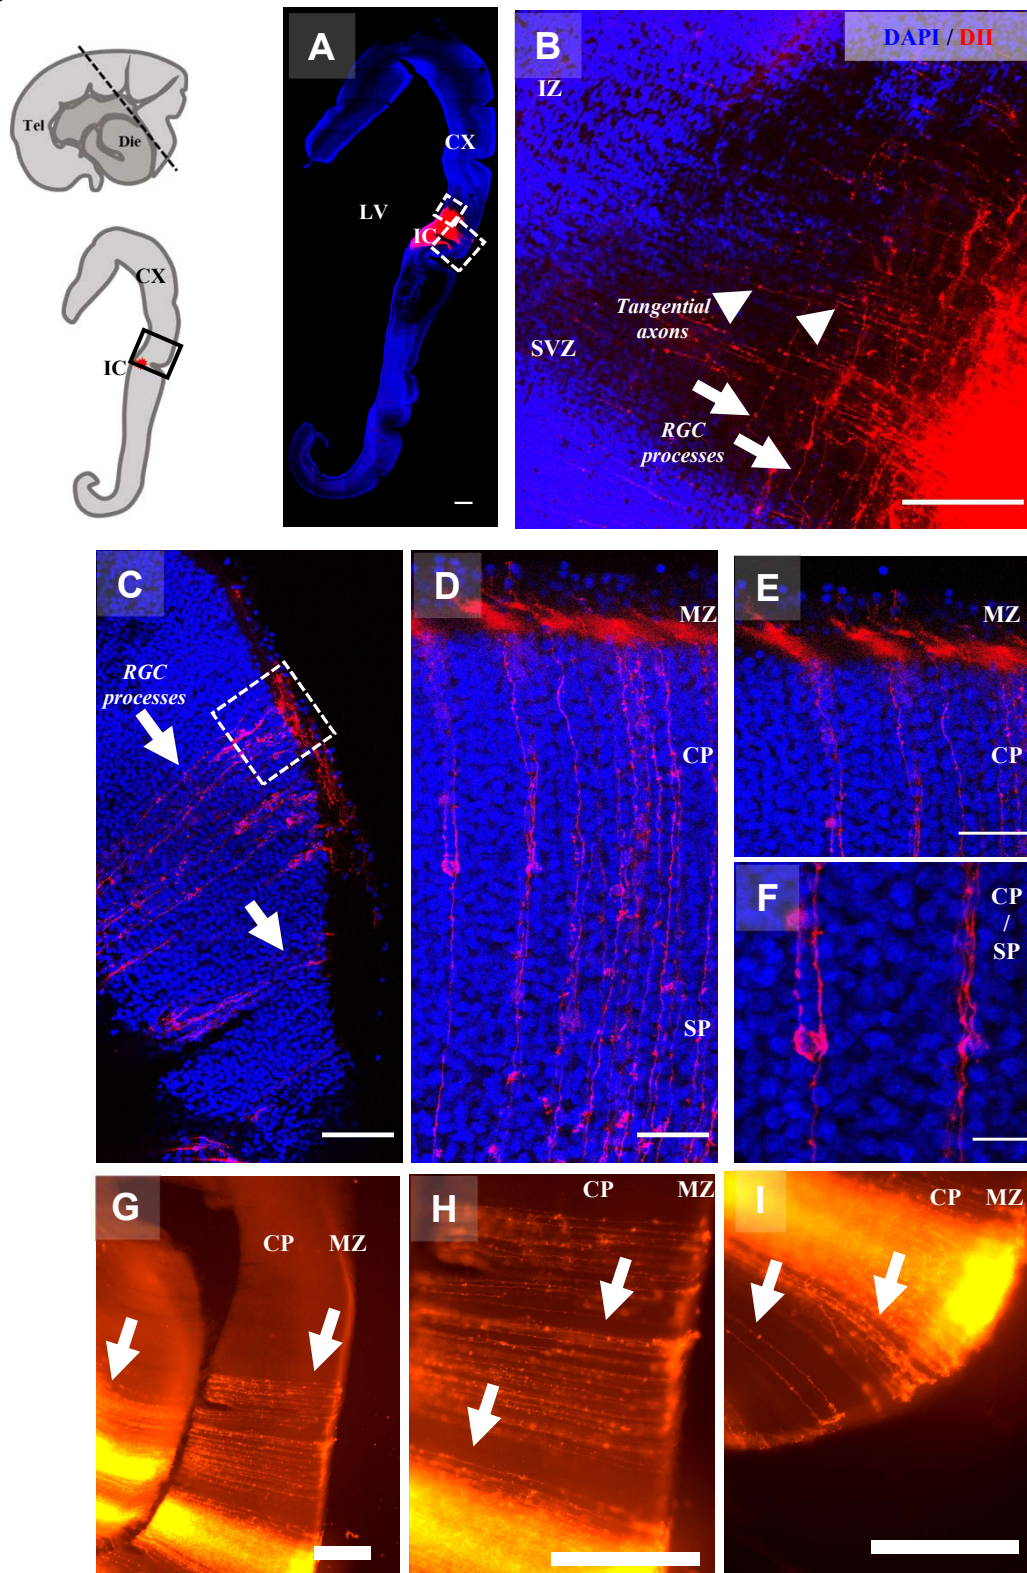 Tel
Die
CX
IC
A
CX
LV
IC
B
DAPI / DII
IZ
Tangential
axons
SVZ
RGC
processes
C
RGC
processes
D
MZ
CP
SP
E
MZ
CP
F
CP
/
SP
G
CP MZ
H
CP MZ
I
CP MZ